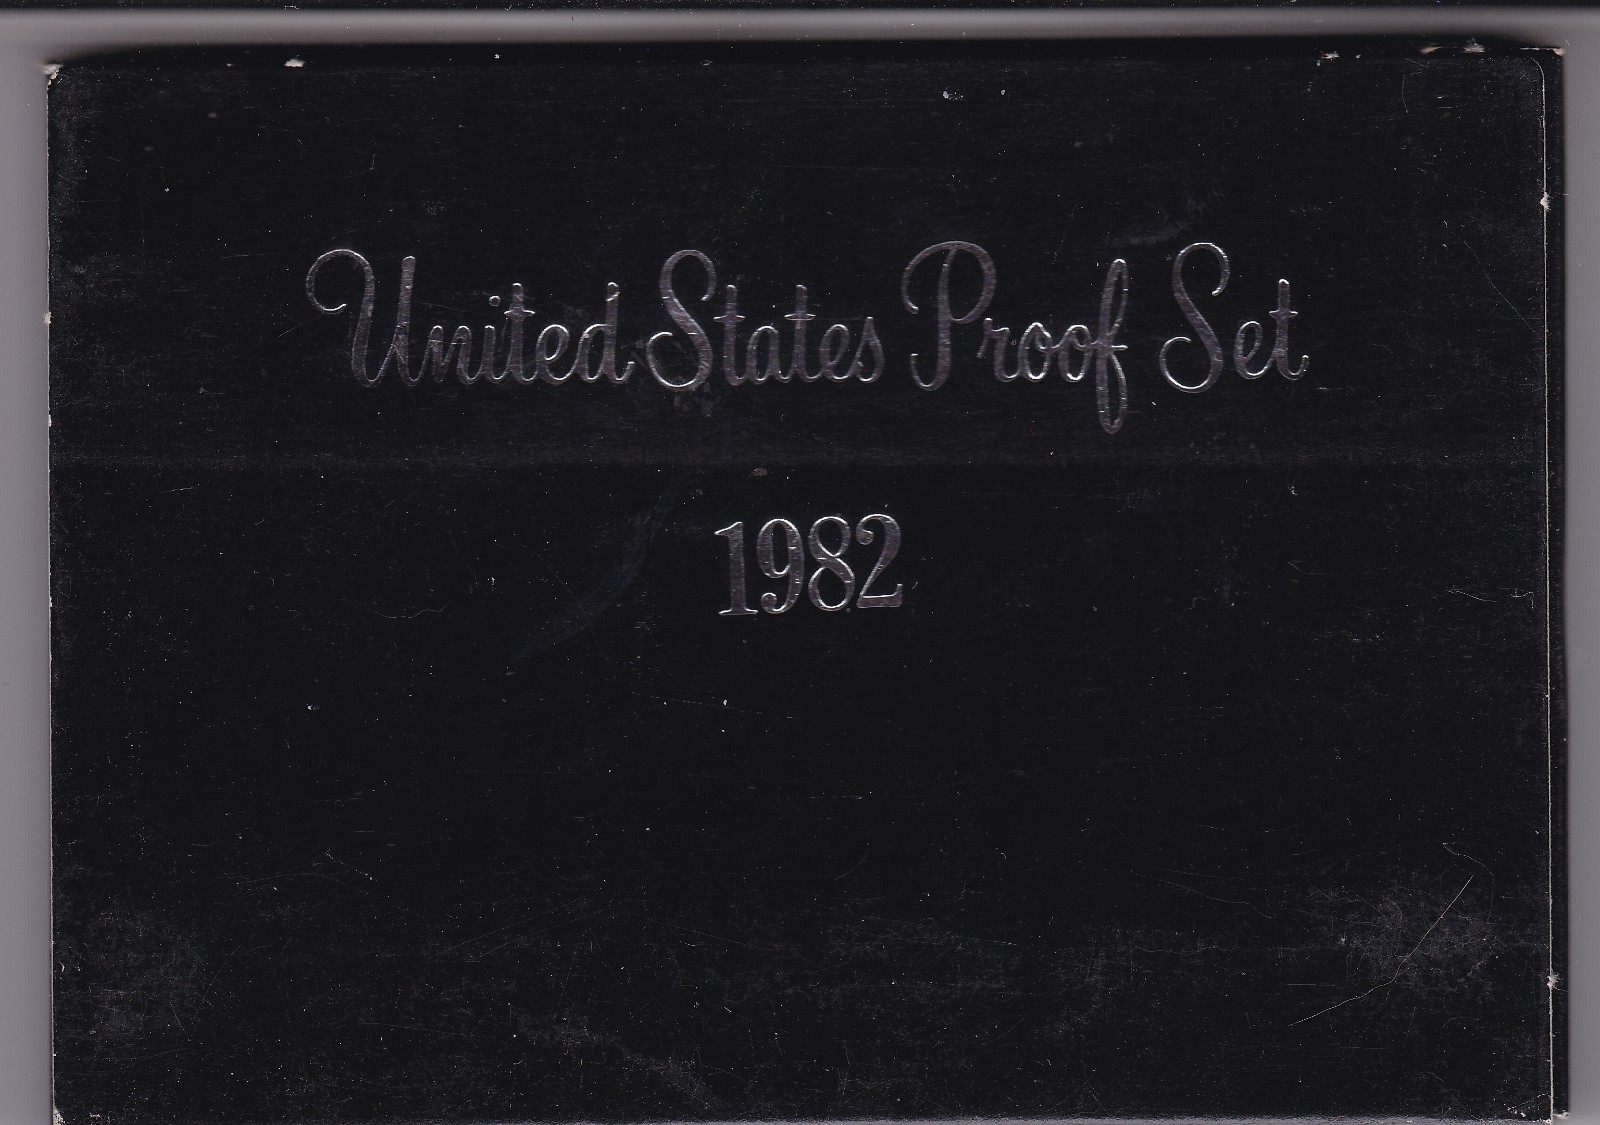 United States Proof Set
1982